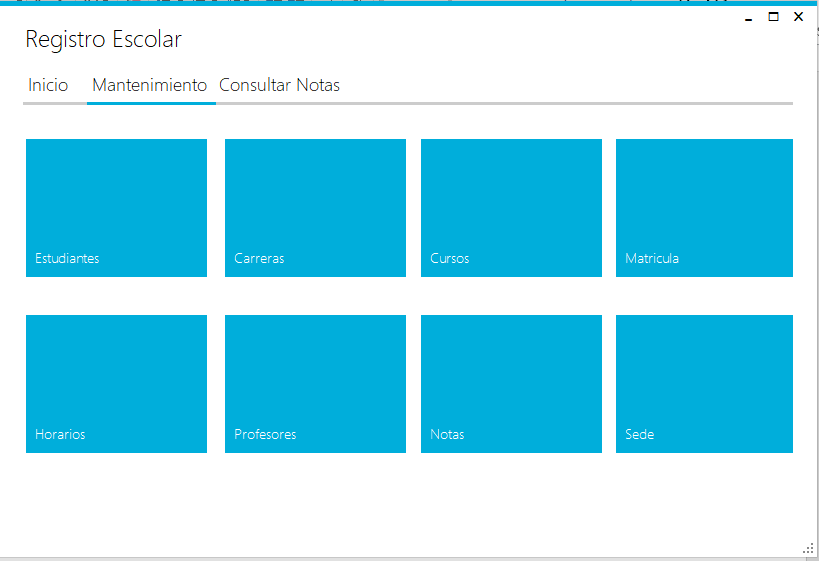 Registro Escolar
Inicio Mantenimiento Consultar Notas
Estudiantes Carreras Cursos Matricula
Horarios Profesores Notas Sede